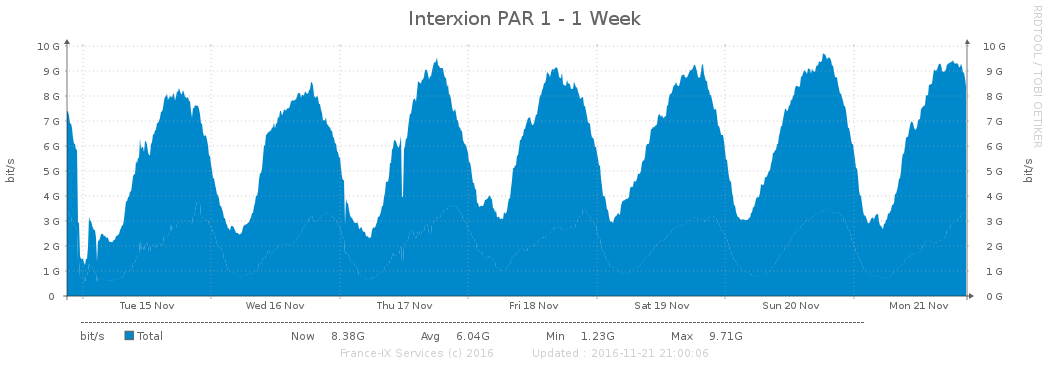 Interxion PAR 1 - 1 Week
RRDTOOL / TOBI OETIKER
bit/s
10 G
9 G
8 G
7 G
6 G
5 G
4 G
3 G
2 G
1 G
0
10 G
9 G
8 G
7 G
6 G
5 G
4 G
3 G
2 G
1 G
0 G
bit/s
Tue 15 Nov Wed 16 Nov Thu 17 Nov Fri 18 Nov Sat 19 Nov Sun 20 Nov Mon 21 Nov
bit/s Total Now 8.38G Avg 6.04G Min 1.23G Max 9.71G
France-IX Services (c) 2016 Updated : 2016-11-21 21:00:06